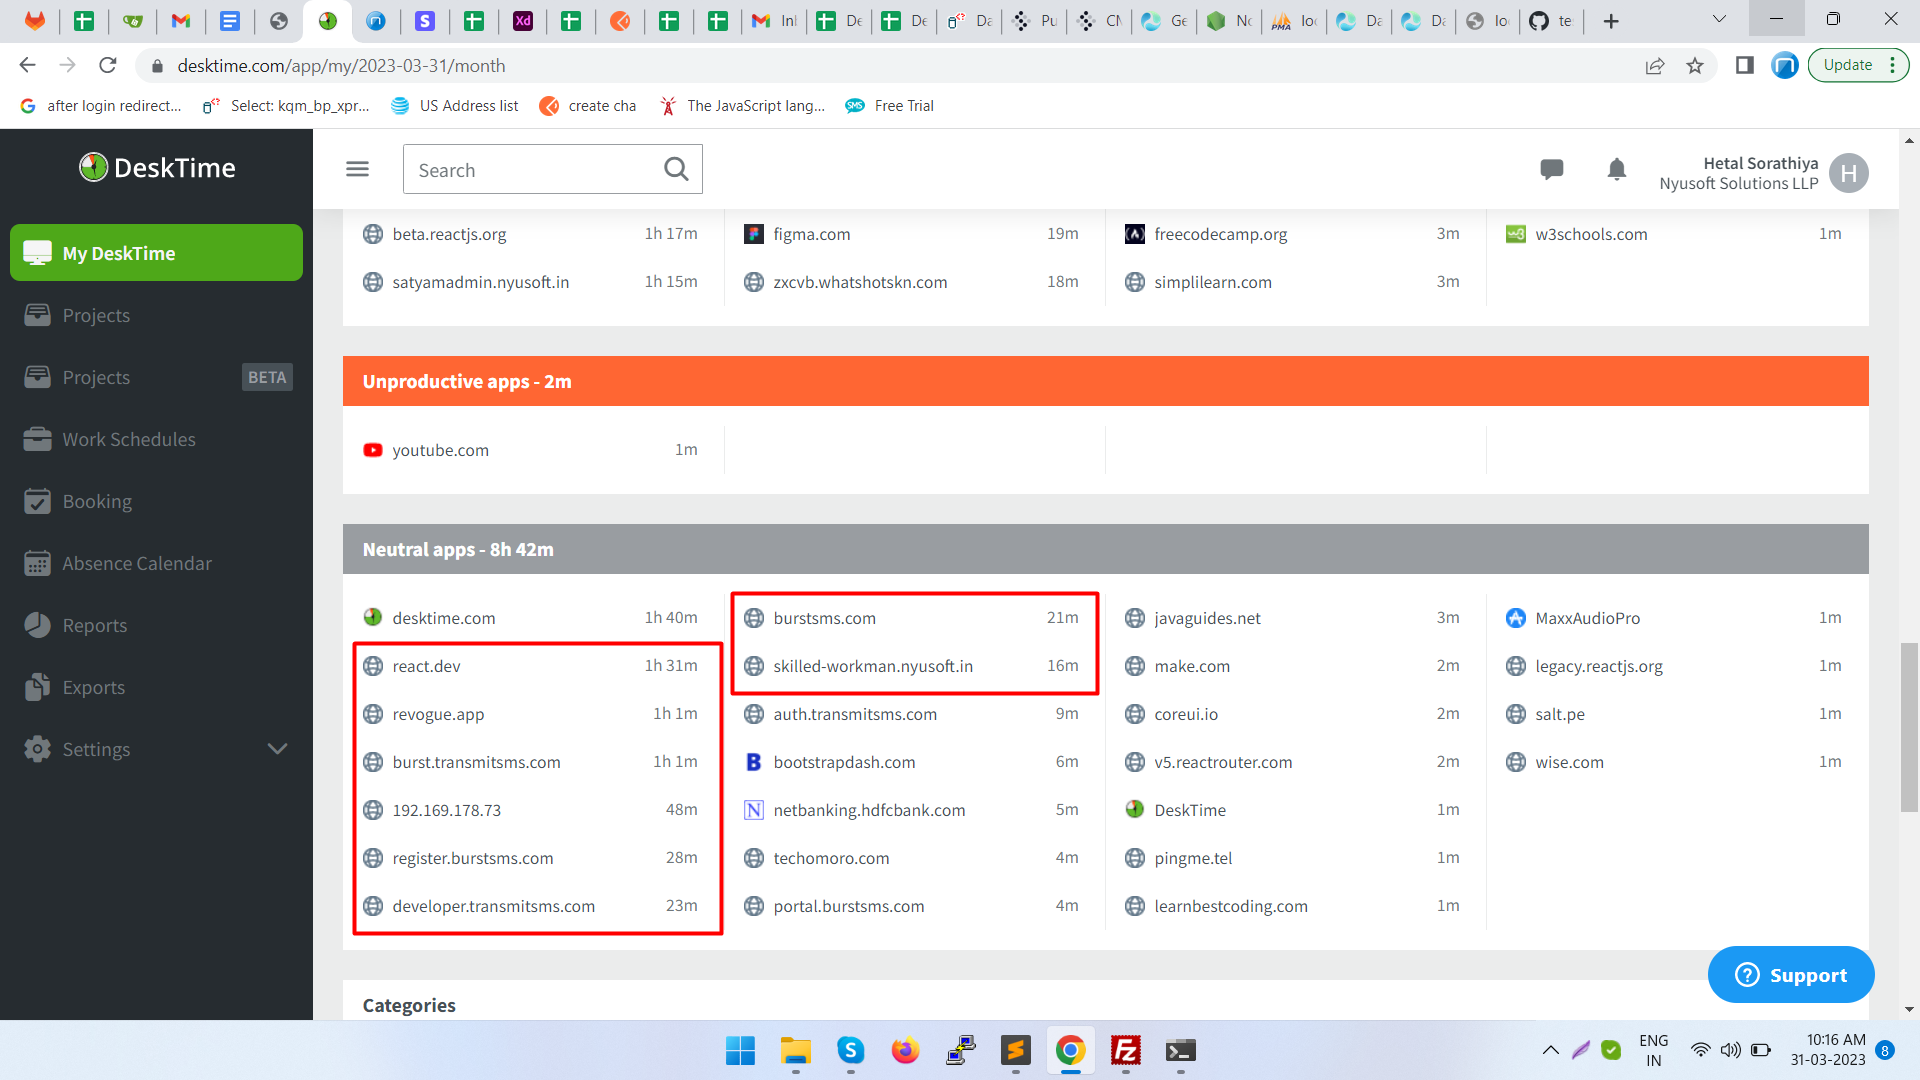 Xd
S
Inl
De
De
Da
Pu
CM
Ge
No
loc
Da
Da
loc
te
desktime.com/app/my/2023-03-31/month
Update
after login redirect...
Select: kqm_bp_xpr...
US Address list
create cha
The JavaScript lang...
Free Trial
DeskTime
Search
Hetal Sorathiya
Nyusoft Solutions LLP
H
My DeskTime
Projects
Projects BETA
Work Schedules
Booking
Absence Calendar
Reports
Exports
Settings
beta.reactjs.org 1h 17m figma.com 19m freecodecamp.org 3m w3schools.com 1m
satyamadmin.nyusoft.in 1h 15m zxcvb.whatshotskn.com 18m simplilearn.com 3m
Unproductive apps - 2m
youtube.com 1m
Neutral apps - 8h 42m
desktime.com 1h 40m burstsms.com 21m javaguides.net 3m MaxxAudioPro 1m
react.dev 1h 31m skilled-workman.nyusoft.in 16m make.com 2m legacy.reactjs.org 1m
revogue.app 1h 1m auth.transmitsms.com 9m coreui.io 2m salt.pe 1m
burst.transmitsms.com 1h 1m bootstrapdash.com 6m v5.reactrouter.com 2m wise.com 1m
192.169.178.73 48m netbanking.hdfcbank.com 5m DeskTime 1m
register.burstsms.com 28m techomoro.com 4m pingme.tel 1m
developer.transmitsms.com 23m portal.burstsms.com 4m learnbestcoding.com 1m
Support
Categories
ENG
IN
10:16 AM
31-03-2023
8